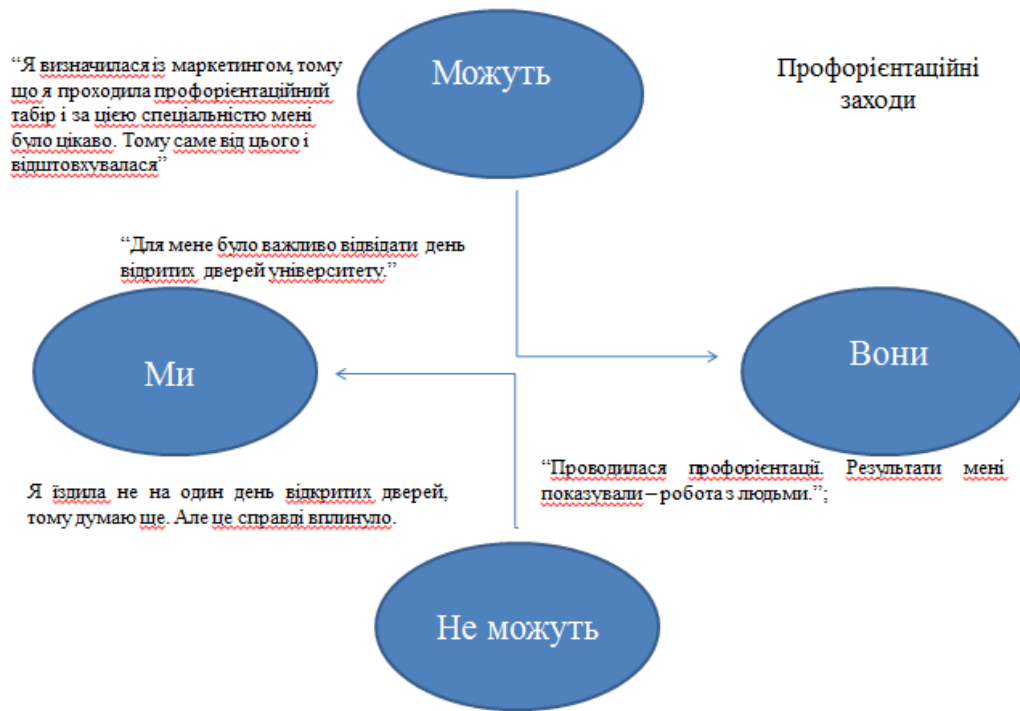 “Я визначилася із маркетингом, тому
що я проходила профорієнтаційний
табір і за цією спеціальністю мені
було цікаво. Тому саме від цього і
відштовхувалася”
Можуть
Профорієнтаційні
заходи
“Для мене було важливо відвідати день
відритих дверей університету.”
Ми
Вони
Я їздила не на один день відкритих дверей,
тому думаю ще. Але це справді вплинуло.
“Проводилася профорієнтації. Результати мені
показували – робота з людьми.”;
Не можуть